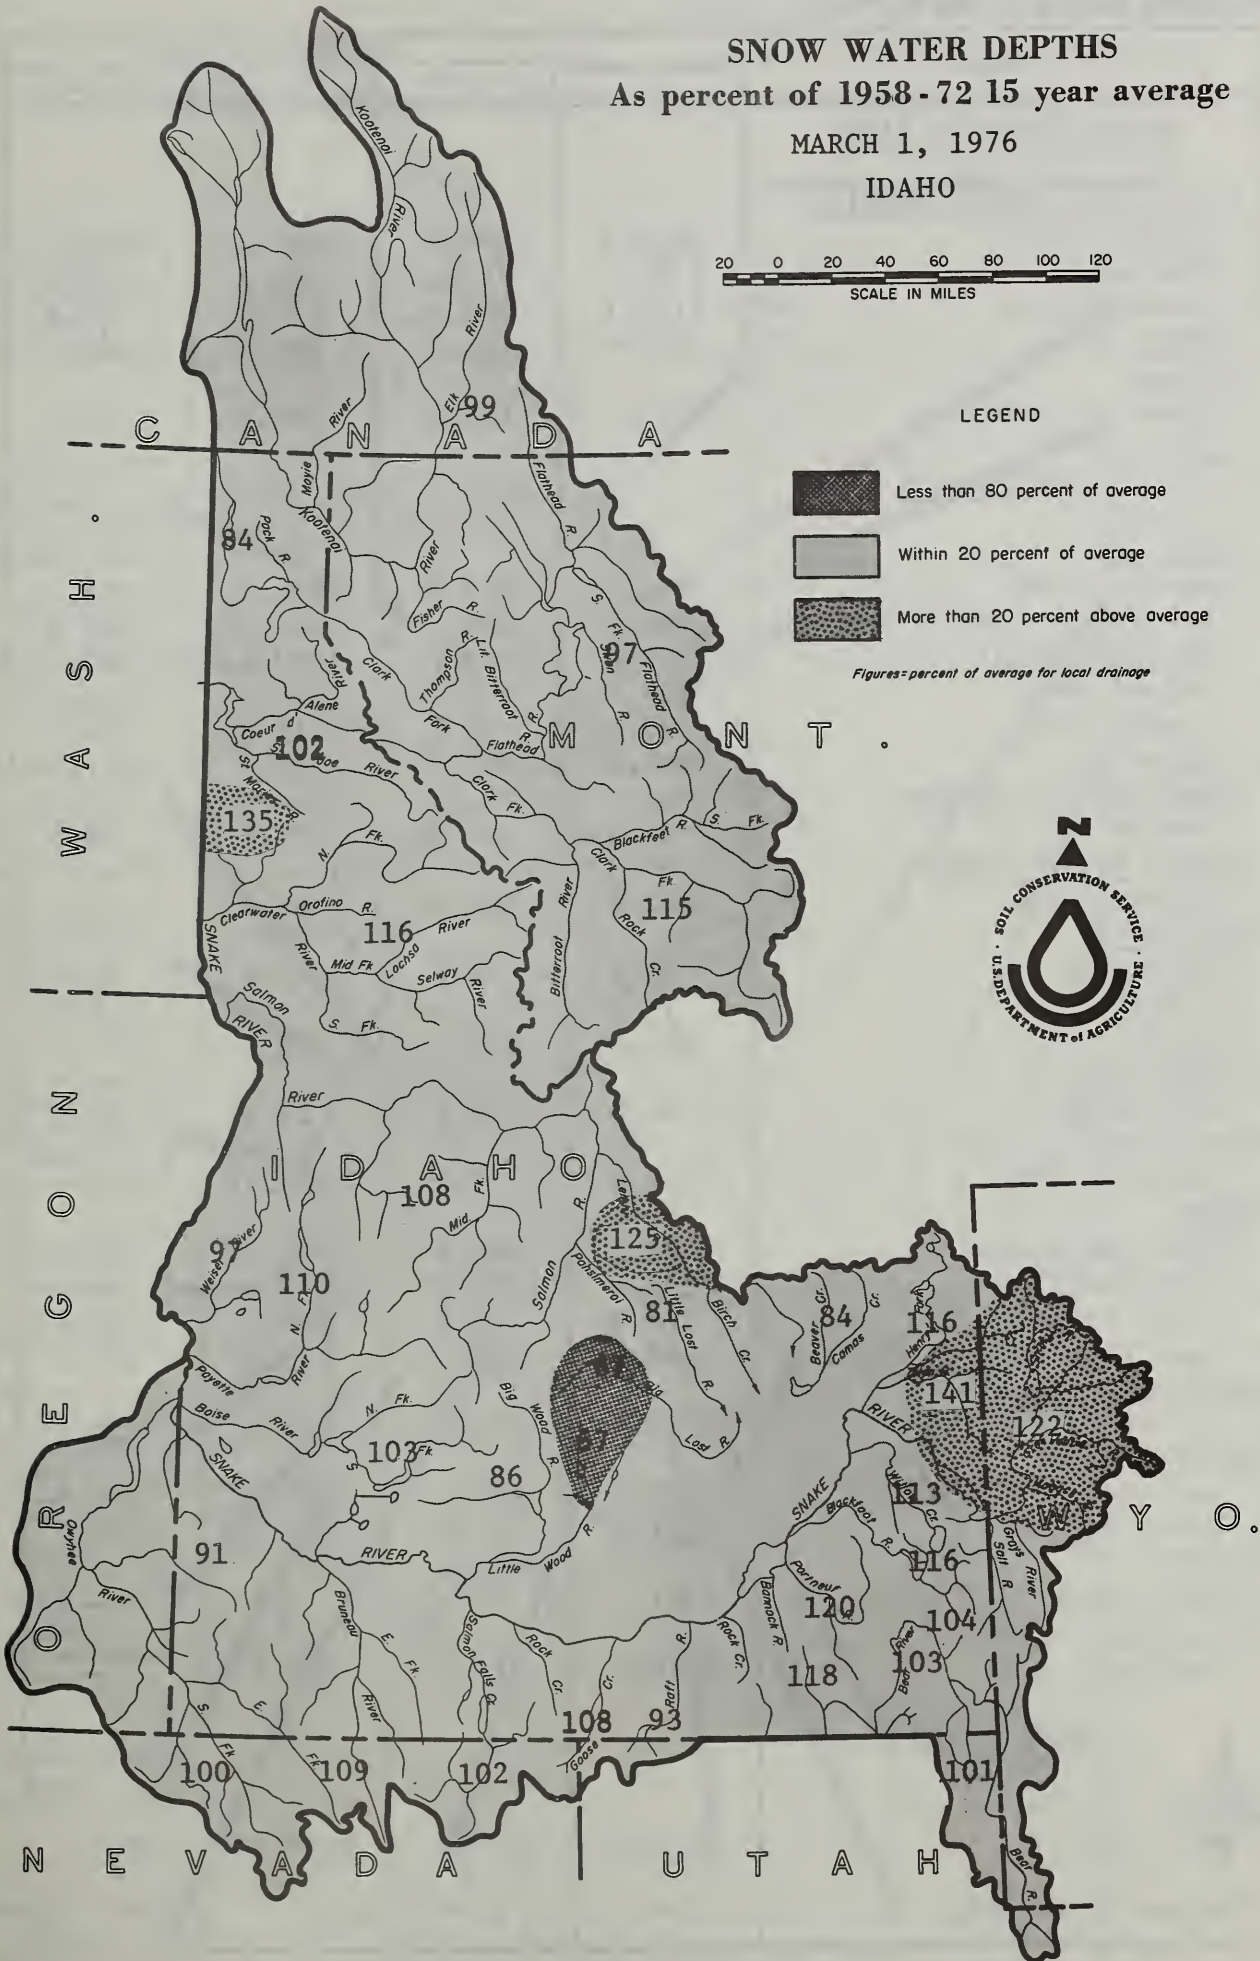 SNOW WATER DEPTHS
As percent of 1958-72 15 year average
MARCH 1, 1976
IDAHO
20 0 20 40 60 80 100 120
SCALE IN MILES
LEGEND
Less than 80 percent of average
Within 20 percent of average
More than 20 percent above average
Figures=percent of average for local drainage
N
SOIL CONSERVATION SERVICE
U.S. DEPARTMENT of AGRICULTURE
Kootenai
River
River
Elk
99
River
CANADA
Moyie
Kootenai
Flathead R.
WASH.
84
Pack R.
River
Fisher R.
S. Fk. Flathead R.
97
Swan R.
River
Clark
Thompson R.
Lit. Bitterroot R.
Fork
Flathead R.
MONT.
Coeur d' Alene
102
St Joe River
St Maries R.
135
Clark Fk.
Blackfeet R.
S. Fk.
N. Fk.
Clark Fk.
Clearwater
Orofino R.
116
River
115
Rock Cr.
Bitterroot River
SNAKE
River
Mid Fk
Lochsa
Selway
River
Salmon
RIVER
S. Fk.
River
OREGON
IDAHO
108
Mid. Fk.
R.
Lemhi
125
Weiser River
97
110
N. Fk.
Salmon
Pahsimeroi R.
81
Little Lost R.
Birch Cr.
Beaver Cr.
84
Camas Cr.
116
Henry Fork
Payette River
Big Wood R.
Lost R.
141
122
RIVER
Boise River
N. Fk.
103
S Fk.
86
SNAKE
SNAKE
Blackfoot R.
Willow Cr.
113
WYO.
Owyhee
River
91
RIVER
Little Wood R.
116
Grays River
Salt R
Portneuf R.
120
104
Bannock R.
Bruneau
E. Fk.
River
Salmon Falls Cr.
Rock Cr.
Cr.
Raft R.
Rock Cr.
118
Bear River
103
S. Fk
E. Fk
108
Goose
93
100
109
102
101
NEVADA
UTAH
Bear R.